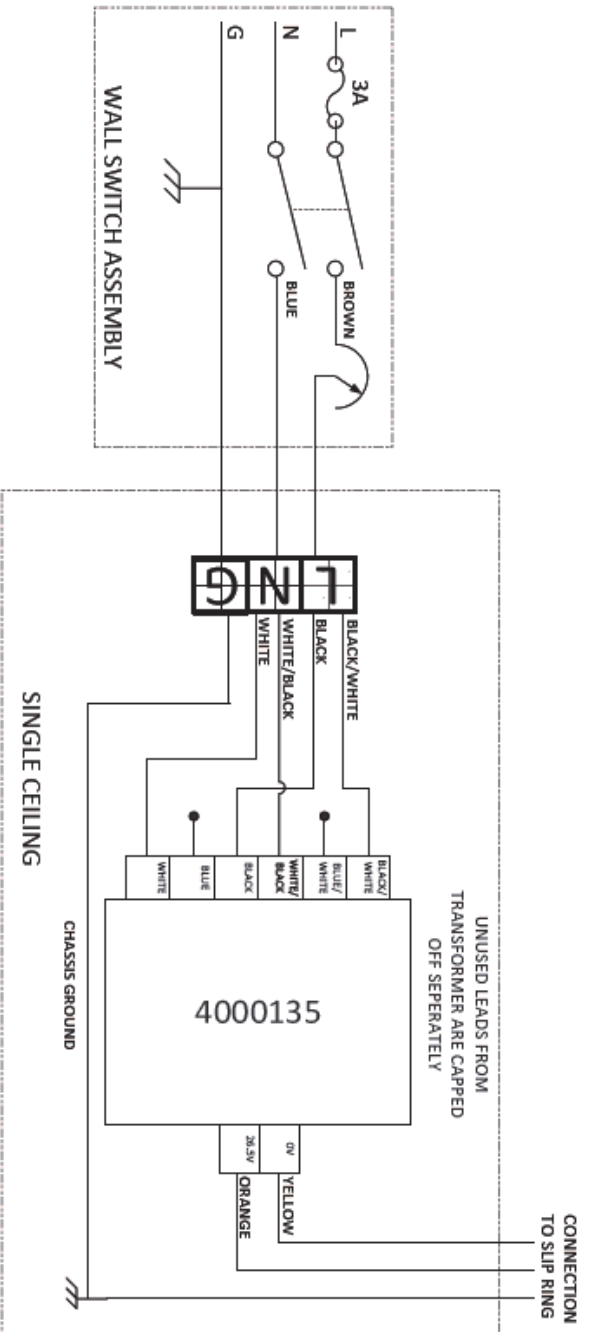 L
N
G
3A
BROWN
BLUE
WALL SWITCH ASSEMBLY
L
N
G
BLACK/WHITE
BLACK
WHITE/BLACK
WHITE
BLACK/
WHITE
BLUE/
WHITE
WHITE/
BLACK
BLACK
BLUE
WHITE
UNUSED LEADS FROM
TRANSFORMER ARE CAPPED
OFF SEPERATELY
4000135
0V
26.5V
YELLOW
ORANGE
CONNECTION
TO SLIP RING
CHASSIS GROUND
SINGLE CEILING